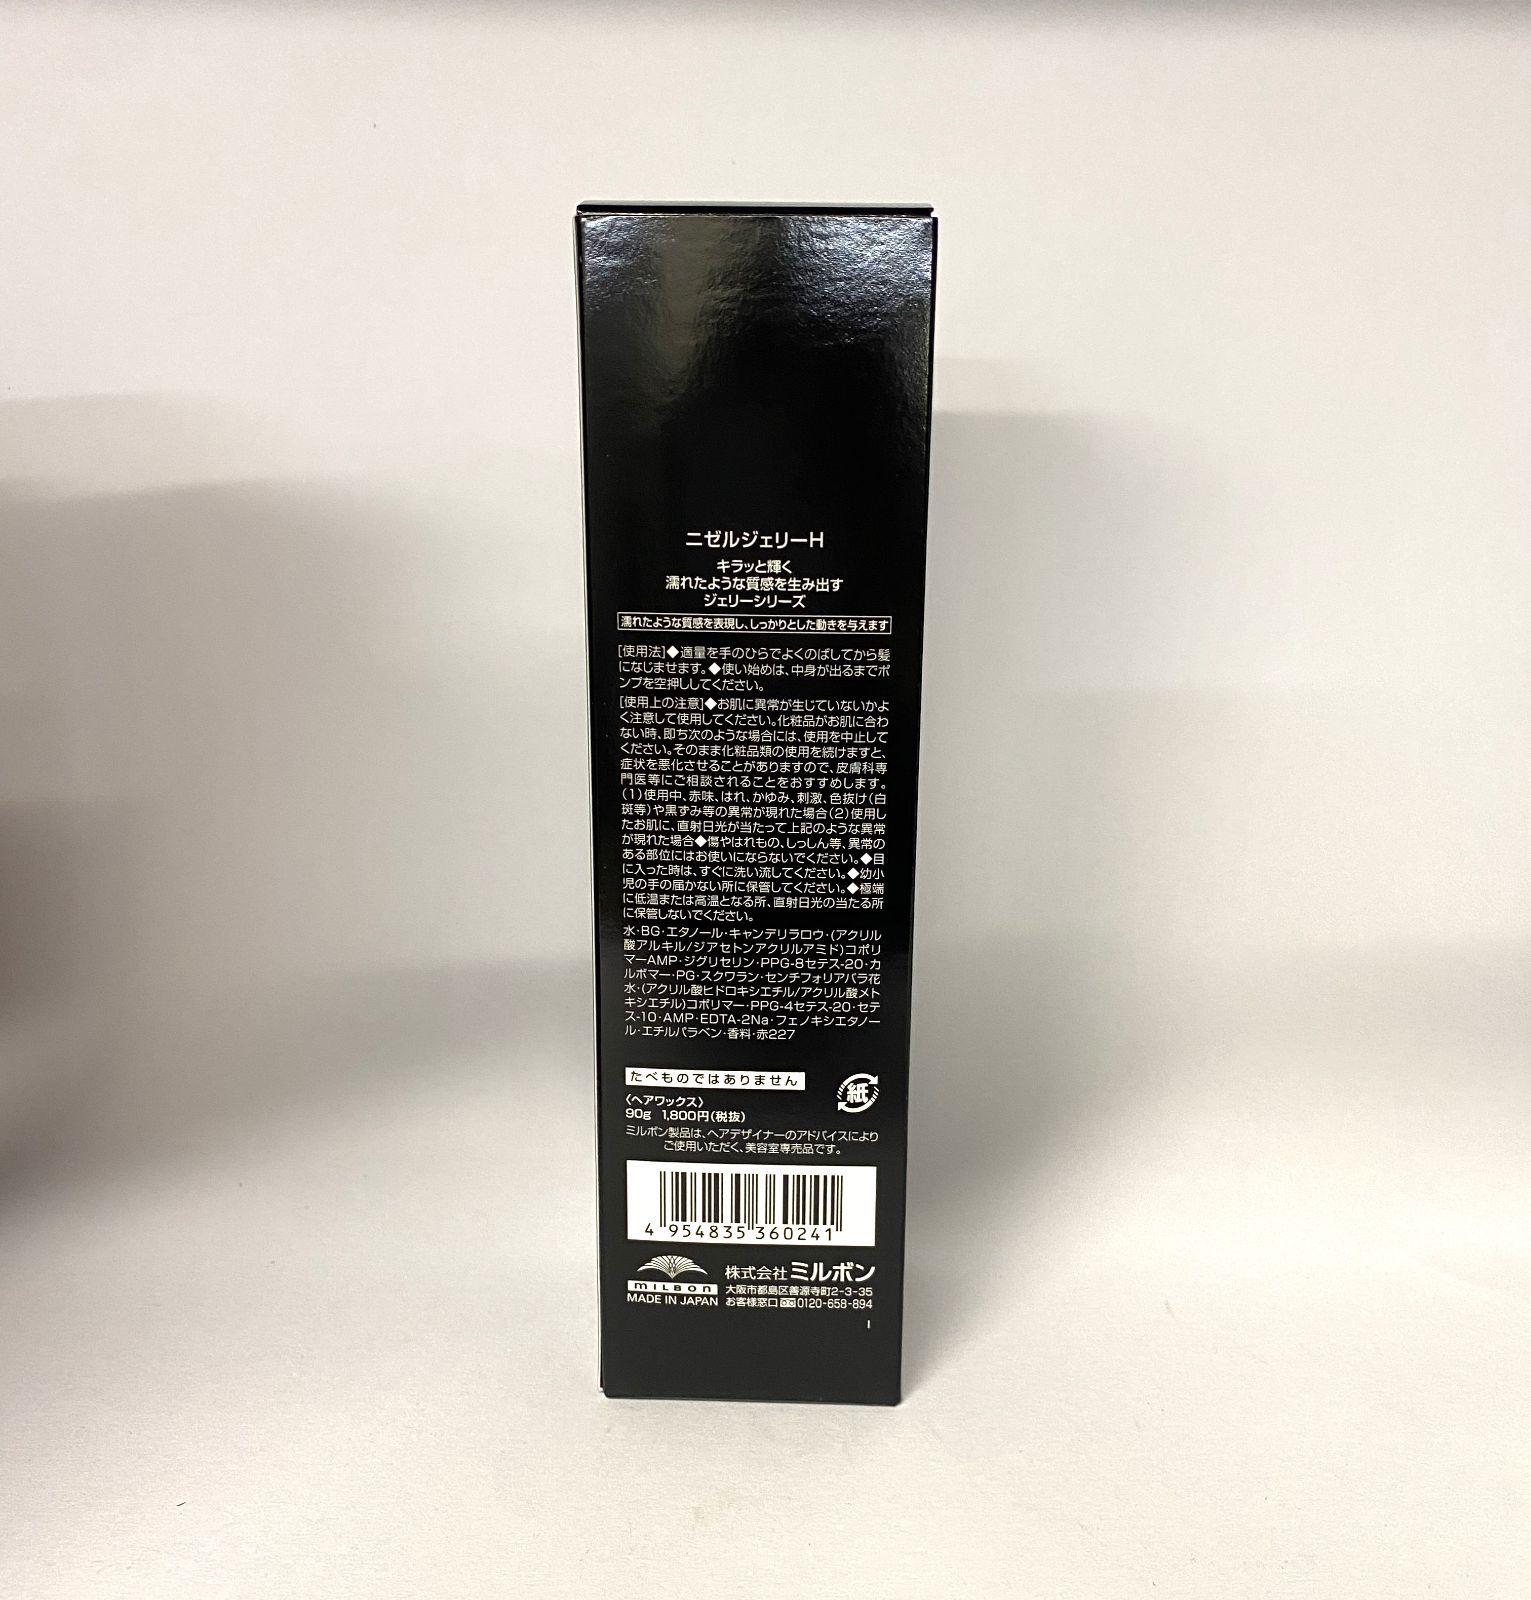 ニゼルジェリーH
キラッと輝く
濡れたような質感を生み出す
ジェリーシリーズ
濡れたような質感を表現し、しっかりとした動きを与えます
[使用法]◆適量を手のひらでよくのばしてから髪
になじませます。◆使い始めは、中身が出るまでポ
ンプを空押ししてください。
[使用上の注意]◆お肌に異常が生じていないかよ
く注意して使用してください。化粧品がお肌に合わ
ない時、即ち次のような場合には、使用を中止して
ください。そのまま化粧品類の使用を続けますと、
症状を悪化させることがありますので、皮膚科専
門医等にご相談されることをおすすめします。
(1)使用中、赤味、はれ、かゆみ、刺激、色抜け(白
斑等)や黒ずみ等の異常が現れた場合(2)使用し
たお肌に、直射日光が当たって上記のような異常
が現れた場合◆傷やはれもの、しっしん等、異常の
ある部位にはお使いにならないでください。◆目
に入った時は、すぐに洗い流してください。◆幼小
児の手の届かない所に保管してください。◆極端
に低温または高温となる所、直射日光の当たる所
に保管しないでください。
水・BG・エタノール・キャンデリラロウ・(アクリル
酸アルキル/ジアセトンアクリルアミド)コポリ
マーAMP・ジグリセリン・PPG-8セテス-20・カ
ルボマー・PG・スクワラン・センチフォリアバラ花
水・(アクリル酸ヒドロキシエチル/アクリル酸メト
キシエチル)コポリマー・PPG-4セテス-20・セテ
ス-10・AMP・EDTA-2Na・フェノキシエタノー
ル・エチルパラベン・香料・赤227
たべものではありません
紙
〈ヘアワックス〉
90g 1,800円(税抜)
ミルボン製品は、ヘアデザイナーのアドバイスにより
ご使用いただく、美容室専売品です。
4 954835 360241
MILBON
MADE IN JAPAN
株式会社ミルボン
大阪市都島区善源寺町2-3-35
お客様窓口 0120-658-894
I